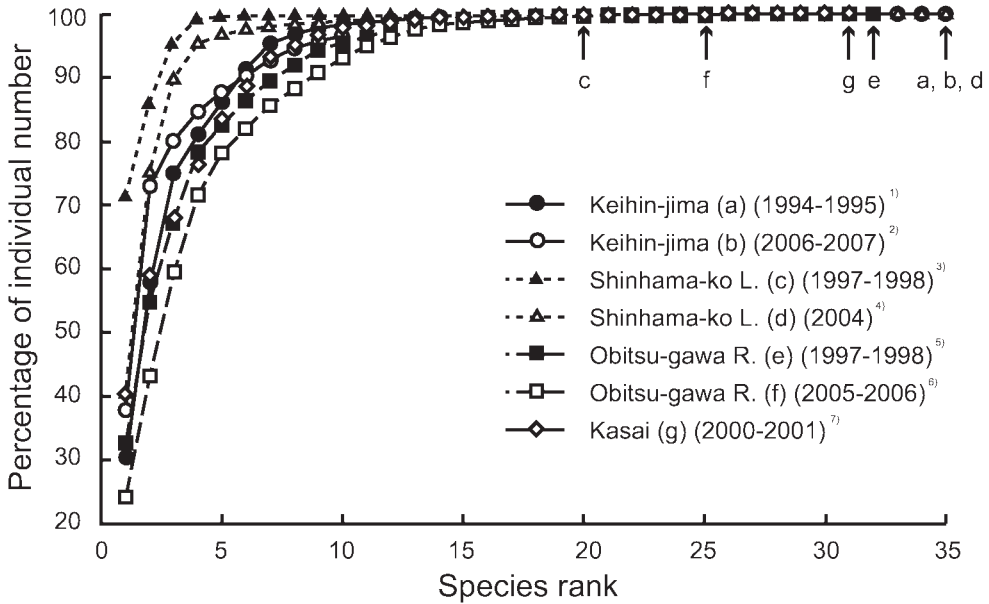 Percentage of individual number
100
90
80
70
60
50
40
30
20
0
5
10
15
20
25
30
35
Species rank
c
f
g
e
a, b, d
Keihin-jima (a) (1994-1995) 1)
Keihin-jima (b) (2006-2007) 2)
Shinhama-ko L. (c) (1997-1998) 3)
Shinhama-ko L. (d) (2004) 4)
Obitsu-gawa R. (e) (1997-1998) 5)
Obitsu-gawa R. (f) (2005-2006) 6)
Kasai (g) (2000-2001) 7)